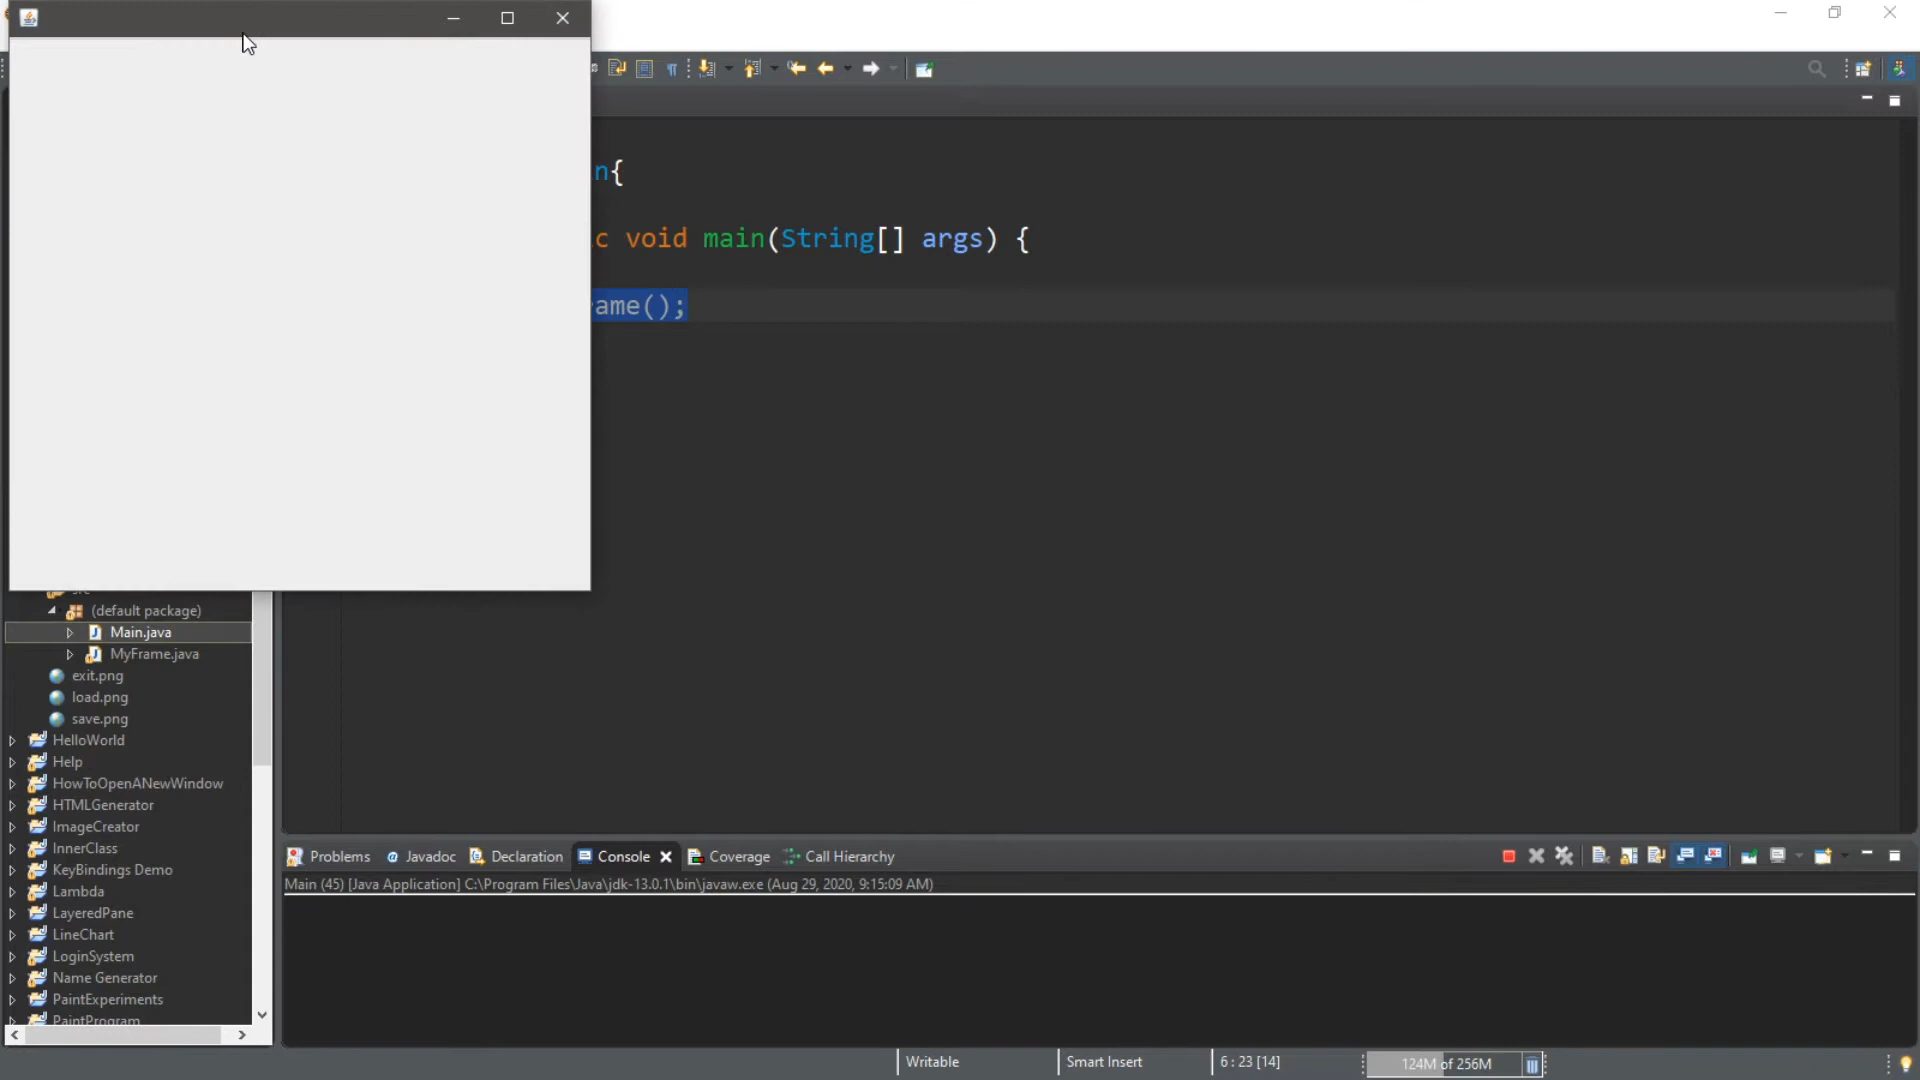 n{
c void main(String[] args) {
ame();
(default package)
Main.java
MyFrame.java
exit.png
load.png
save.png
HelloWorld
Help
HowToOpenANewWindow
HTMLGenerator
ImageCreator
InnerClass
KeyBindings Demo
Lambda
LayeredPane
LineChart
LoginSystem
Name Generator
PaintExperiments
PaintProgram
Problems Javadoc Declaration Console Coverage Call Hierarchy
Main (45) [Java Application] C:\Program Files\Java\jdk-13.0.1\bin\javaw.exe (Aug 29, 2020, 9:15:09 AM)
Writable Smart Insert 6 : 23 [14] 124M of 256M